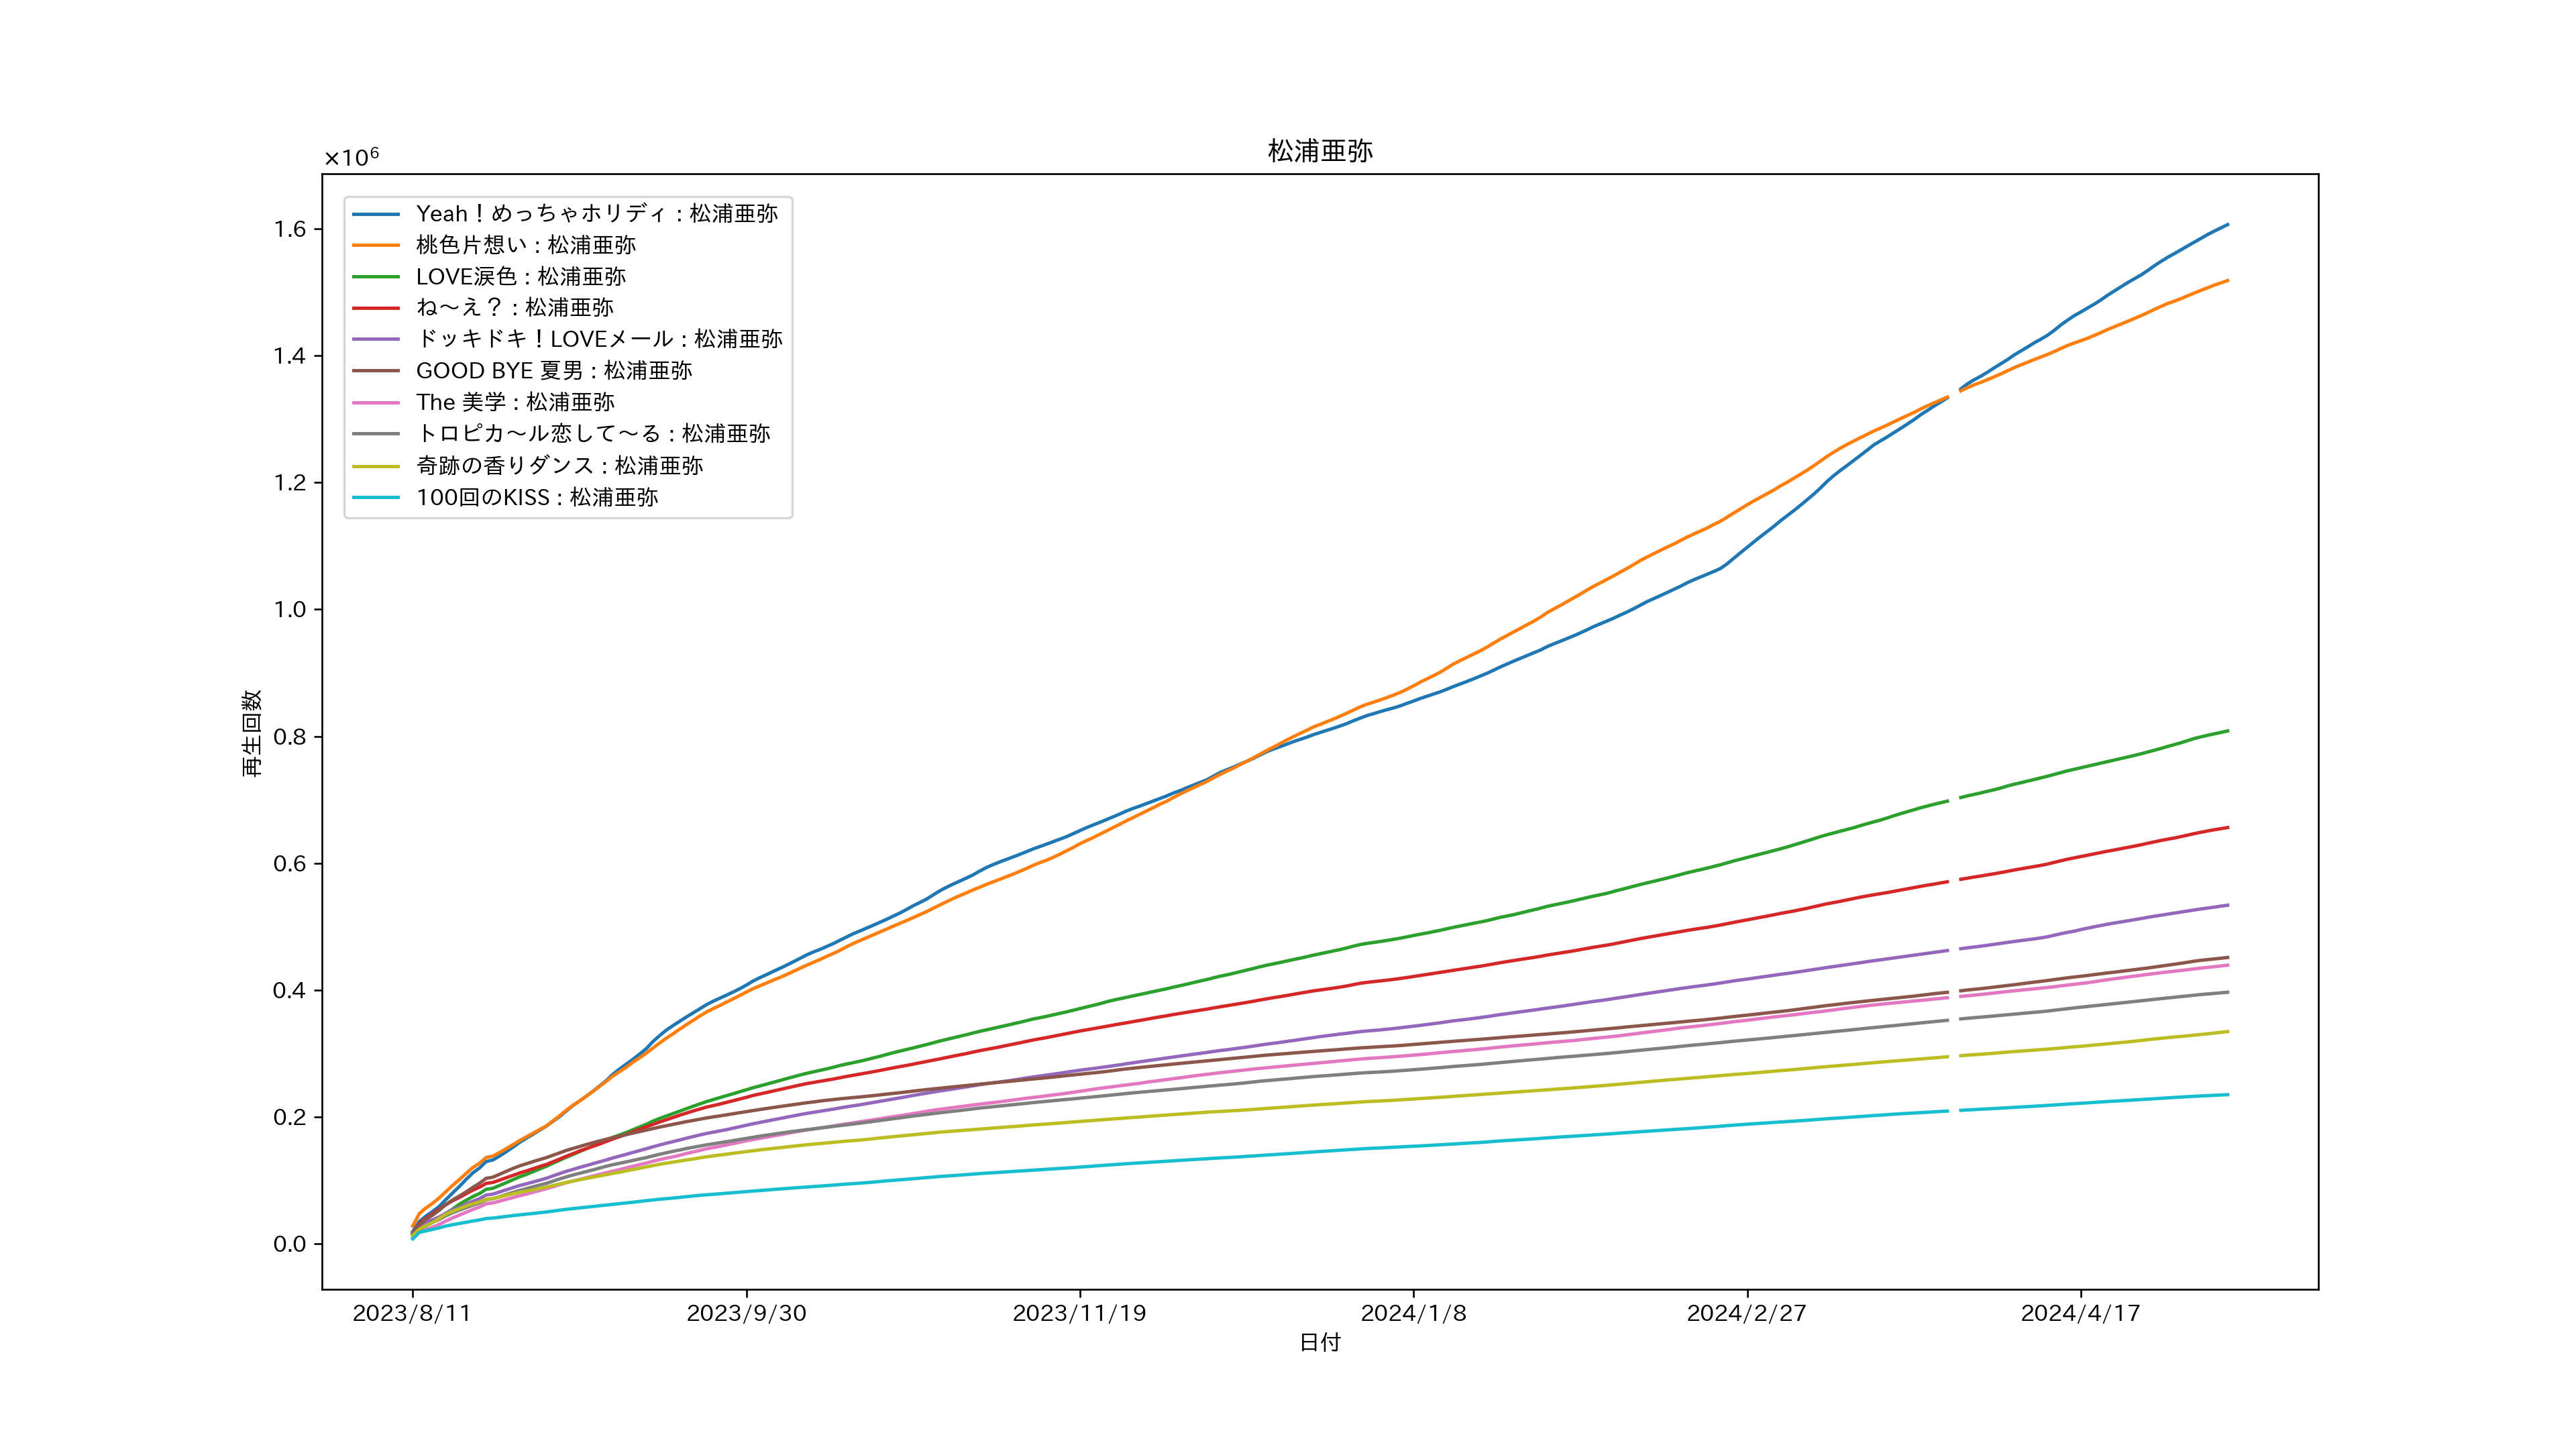 松浦亜弥
×10⁶
1.6
1.4
1.2
1.0
0.8
0.6
0.4
0.2
0.0
再生回数
Yeah！めっちゃホリディ : 松浦亜弥
桃色片想い : 松浦亜弥
LOVE涙色 : 松浦亜弥
ね～え？ : 松浦亜弥
ドッキドキ！LOVEメール : 松浦亜弥
GOOD BYE 夏男 : 松浦亜弥
The 美学 : 松浦亜弥
トロピカ～ル恋して～る : 松浦亜弥
奇跡の香りダンス : 松浦亜弥
100回のKISS : 松浦亜弥
2023/8/11 2023/9/30 2023/11/19 2024/1/8 2024/2/27 2024/4/17
日付